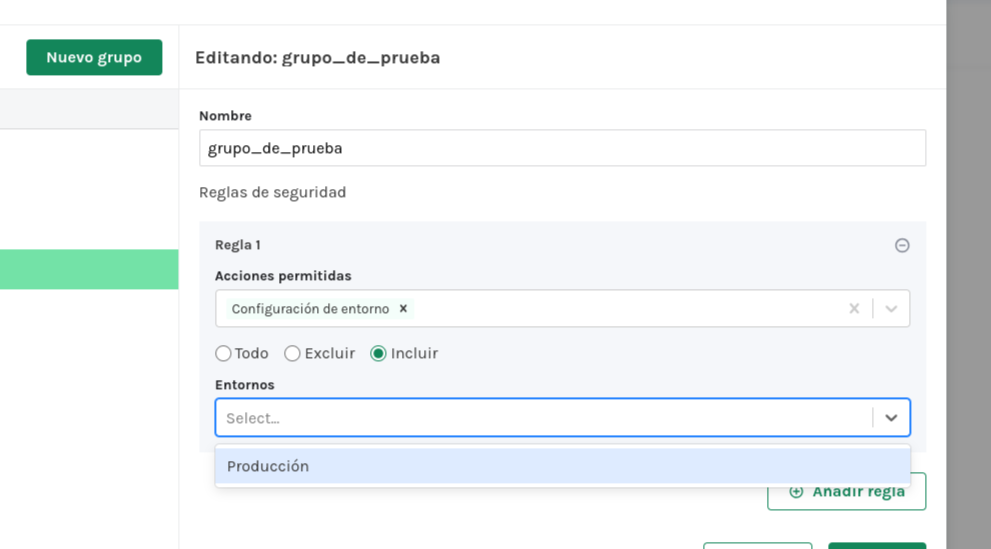 Nuevo grupo
Editando: grupo_de_prueba
Nombre
grupo_de_prueba
Reglas de seguridad
Regla 1
Acciones permitidas
Configuración de entorno
Todo Excluir Incluir
Entornos
Select...
Producción
Añadir regla